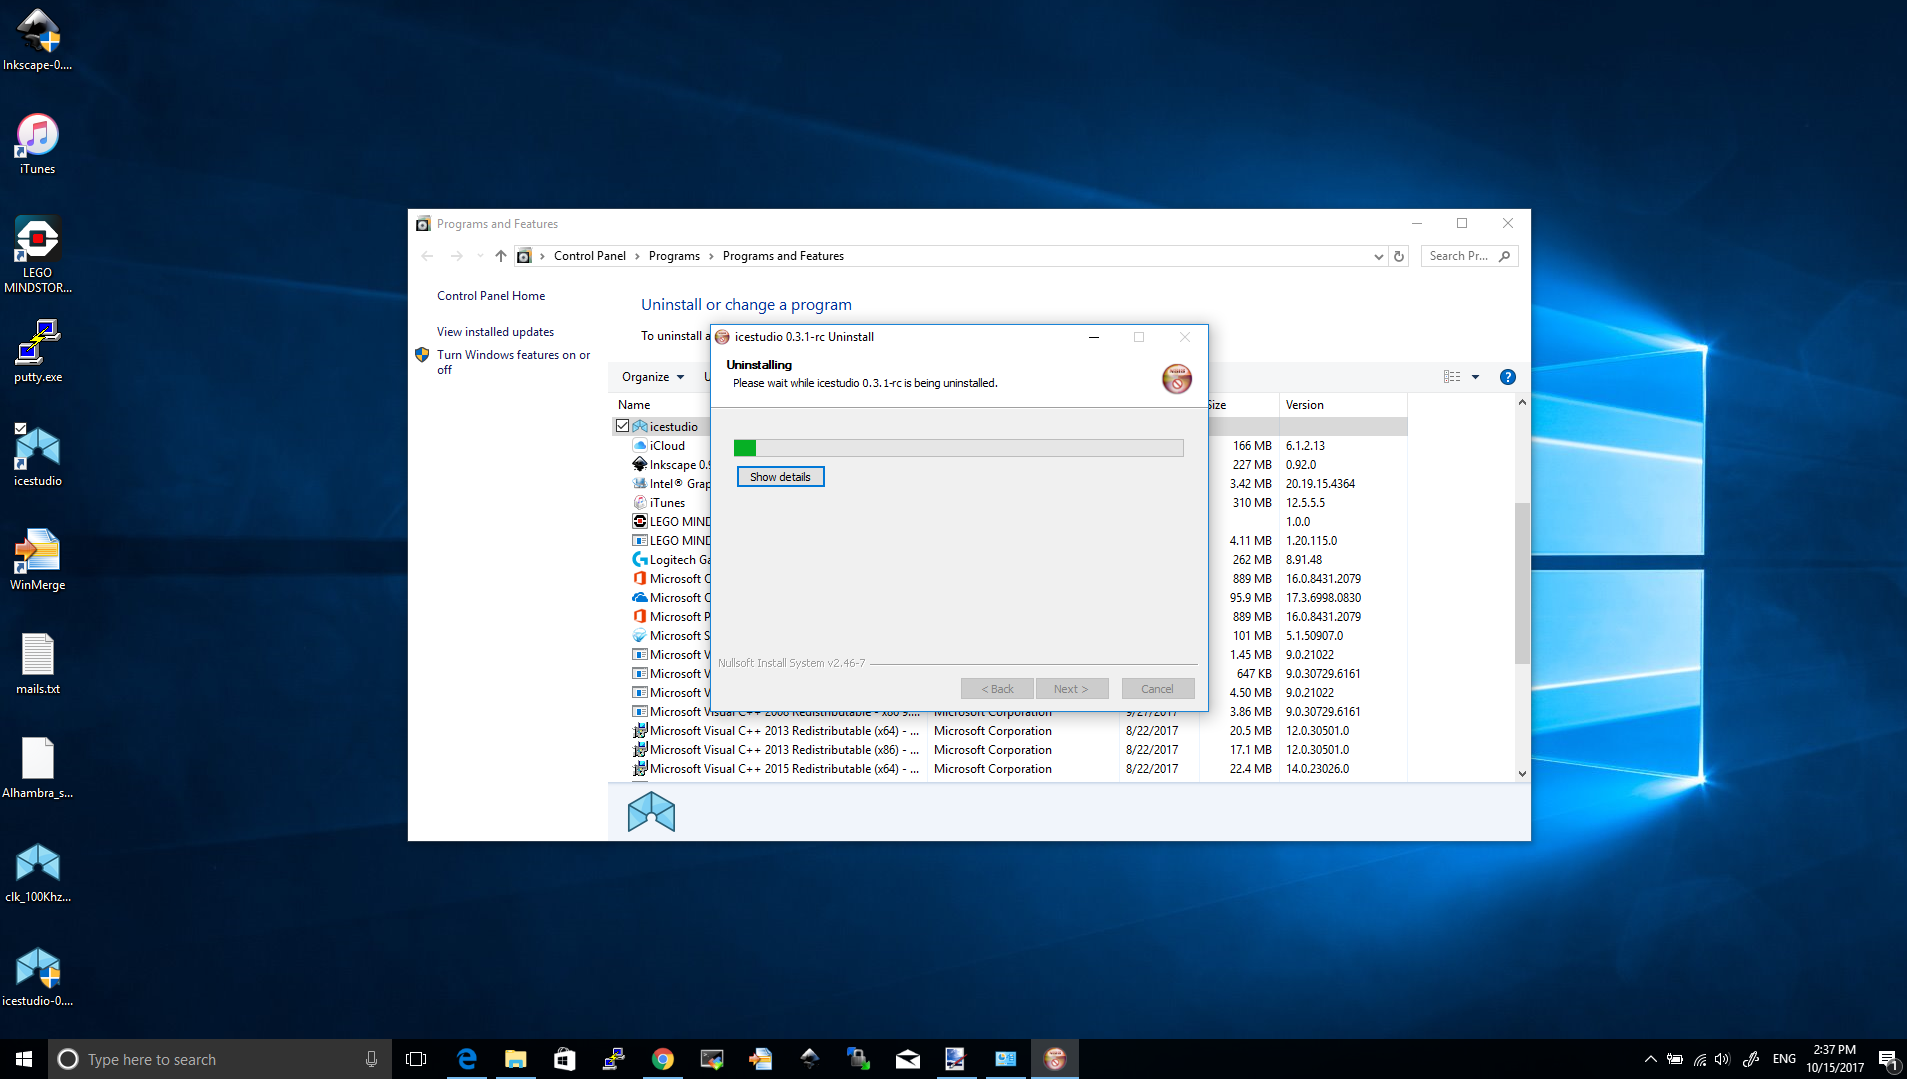 Inkscape-0....
iTunes
LEGO
MINDSTOR...
putty.exe
icestudio
WinMerge
mails.txt
Alhambra_s...
clk_100Khz...
icestudio-0....
Programs and Features
Control Panel > Programs > Programs and Features
Search Pr...
Control Panel Home
View installed updates
Turn Windows features on or
off
Uninstall or change a program
To uninstall a
Organize
Name Size Version
icestudio
iCloud 166 MB 6.1.2.13
Inkscape 0.9 227 MB 0.92.0
Intel® Grap 3.42 MB 20.19.15.4364
iTunes 310 MB 12.5.5.5
LEGO MIND 1.0.0
LEGO MIND 4.11 MB 1.20.115.0
Logitech Ga 262 MB 8.91.48
Microsoft O 889 MB 16.0.8431.2079
Microsoft O 95.9 MB 17.3.6998.0830
Microsoft P 889 MB 16.0.8431.2079
Microsoft S 101 MB 5.1.50907.0
Microsoft V 1.45 MB 9.0.21022
Microsoft V 647 KB 9.0.30729.6161
Microsoft V 4.50 MB 9.0.21022
Microsoft Visual C++ 2008 Redistributable - x86 9.... Microsoft Corporation 9/27/2017 3.86 MB 9.0.30729.6161
Microsoft Visual C++ 2013 Redistributable (x64) - ... Microsoft Corporation 8/22/2017 20.5 MB 12.0.30501.0
Microsoft Visual C++ 2013 Redistributable (x86) - ... Microsoft Corporation 8/22/2017 17.1 MB 12.0.30501.0
Microsoft Visual C++ 2015 Redistributable (x64) - ... Microsoft Corporation 8/22/2017 22.4 MB 14.0.23026.0
icestudio 0.3.1-rc Uninstall
Uninstalling
Please wait while icestudio 0.3.1-rc is being uninstalled.
Show details
Nullsoft Install System v2.46-7
< Back Next > Cancel
Type here to search
ENG
2:37 PM
10/15/2017
1